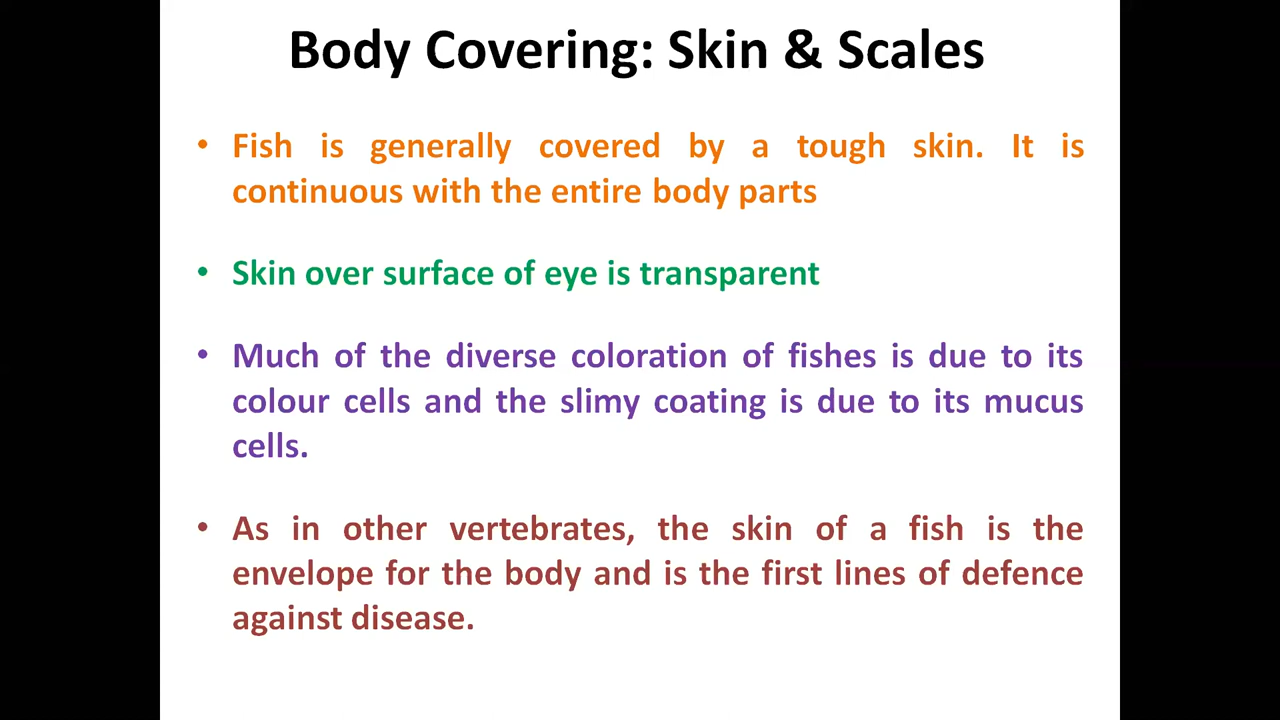 Body Covering: Skin & Scales
• Fish is generally covered by a tough skin. It is
continuous with the entire body parts
• Skin over surface of eye is transparent
• Much of the diverse coloration of fishes is due to its
colour cells and the slimy coating is due to its mucus
cells.
• As in other vertebrates, the skin of a fish is the
envelope for the body and is the first lines of defence
against disease.